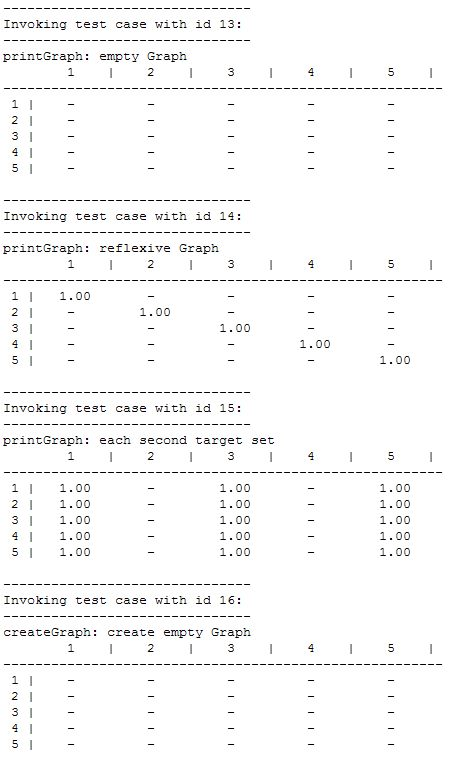 -------------------------------
Invoking test case with id 13:
-------------------------------
printGraph: empty Graph
        1    |    2    |    3    |    4    |    5    |
-------------------------------------------------------
 1 |    -         -         -         -         -
 2 |    -         -         -         -         -
 3 |    -         -         -         -         -
 4 |    -         -         -         -         -
 5 |    -         -         -         -         -
-------------------------------
Invoking test case with id 14:
-------------------------------
printGraph: reflexive Graph
        1    |    2    |    3    |    4    |    5    |
-------------------------------------------------------
 1 |   1.00       -         -         -         -
 2 |    -        1.00       -         -         -
 3 |    -         -        1.00       -         -
 4 |    -         -         -        1.00       -
 5 |    -         -         -         -        1.00
-------------------------------
Invoking test case with id 15:
-------------------------------
printGraph: each second target set
        1    |    2    |    3    |    4    |    5    |
-------------------------------------------------------
 1 |   1.00       -        1.00       -        1.00
 2 |   1.00       -        1.00       -        1.00
 3 |   1.00       -        1.00       -        1.00
 4 |   1.00       -        1.00       -        1.00
 5 |   1.00       -        1.00       -        1.00
-------------------------------
Invoking test case with id 16:
-------------------------------
createGraph: create empty Graph
        1    |    2    |    3    |    4    |    5    |
-------------------------------------------------------
 1 |    -         -         -         -         -
 2 |    -         -         -         -         -
 3 |    -         -         -         -         -
 4 |    -         -         -         -         -
 5 |    -         -         -         -         -